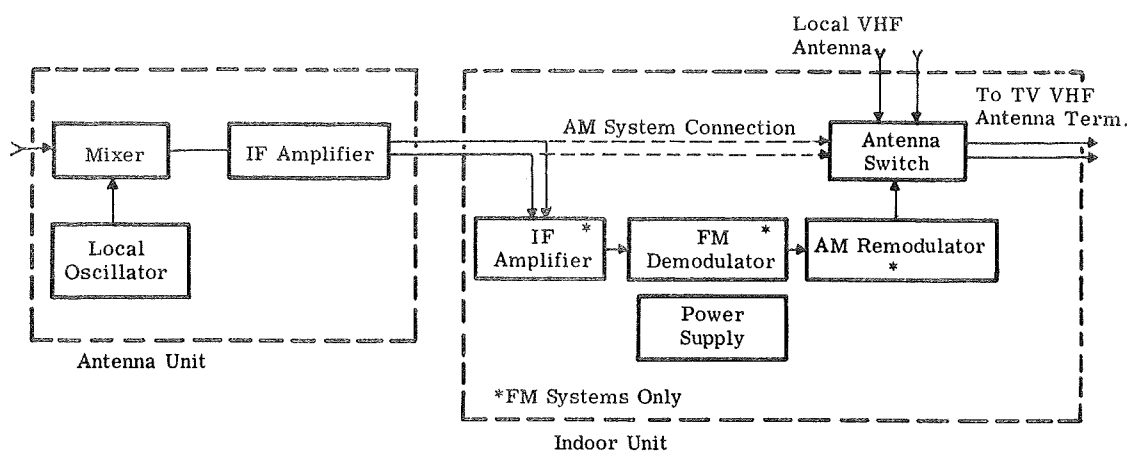 Local VHF
Antenna
To TV VHF
Antenna Term.
AM System Connection
Mixer
IF Amplifier
Antenna
Switch
Local
Oscillator
IF *
Amplifier
FM *
Demodulator
AM Remodulator
*
Power
Supply
Antenna Unit
*FM Systems Only
Indoor Unit